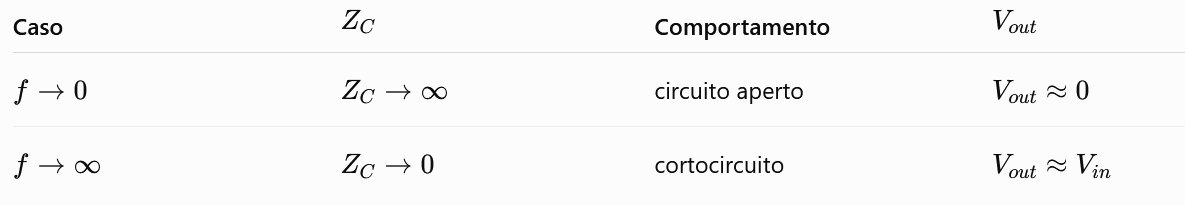 Caso Z_C Comportamento V_out
f → 0 Z_C → ∞ circuito aperto V_out ≈ 0
f → ∞ Z_C → 0 cortocircuito V_out ≈ V_in